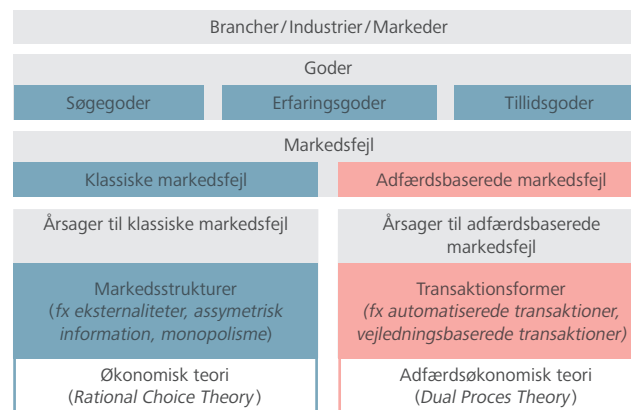 Brancher/Industrier/Markeder
Goder
Søgegoder
Erfaringsgoder
Tillidsgoder
Markedsfejl
Klassiske markedsfejl
Adfærdsbaserede markedsfejl
Årsager til klassiske markedsfejl
Årsager til adfærdsbaserede
markedsfejl
Markedsstrukturer
(fx eksternaliteter, assymetrisk
information, monopolisme)
Transaktionsformer
(fx automatiserede transaktioner,
vejledningsbaserede transaktioner)
Økonomisk teori
(Rational Choice Theory)
Adfærdsøkonomisk teori
(Dual Proces Theory)